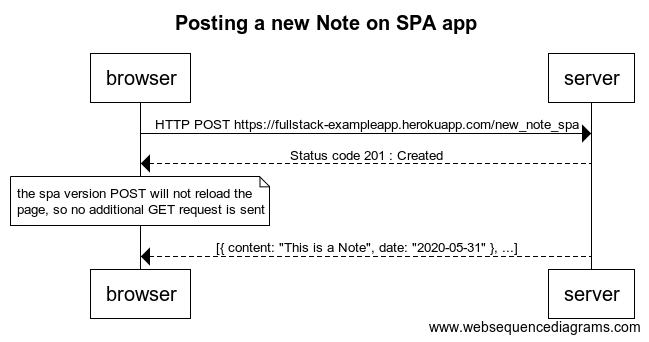 Posting a new Note on SPA app
browser
server
HTTP POST https://fullstack-exampleapp.herokuapp.com/new_note_spa
Status code 201 : Created
the spa version POST will not reload the
page, so no additional GET request is sent
[{ content: "This is a Note", date: "2020-05-31" }, ...]
browser
server
www.websequencediagrams.com